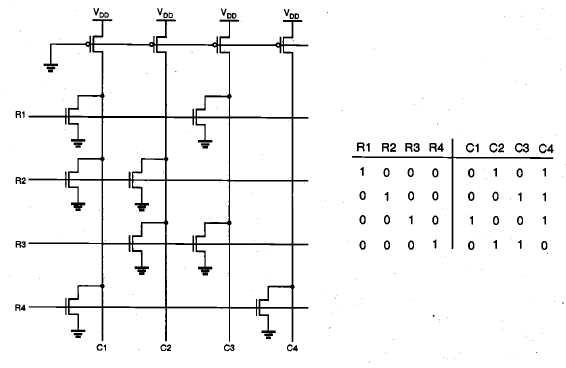 VDD VDD VDD VDD
R1
R2
R3
R4
C1 C2 C3 C4
R1 R2 R3 R4 C1 C2 C3 C4
1 0 0 0 0 1 0 1
0 1 0 0 0 0 1 1
0 0 1 0 1 0 0 1
0 0 0 1 0 1 1 0